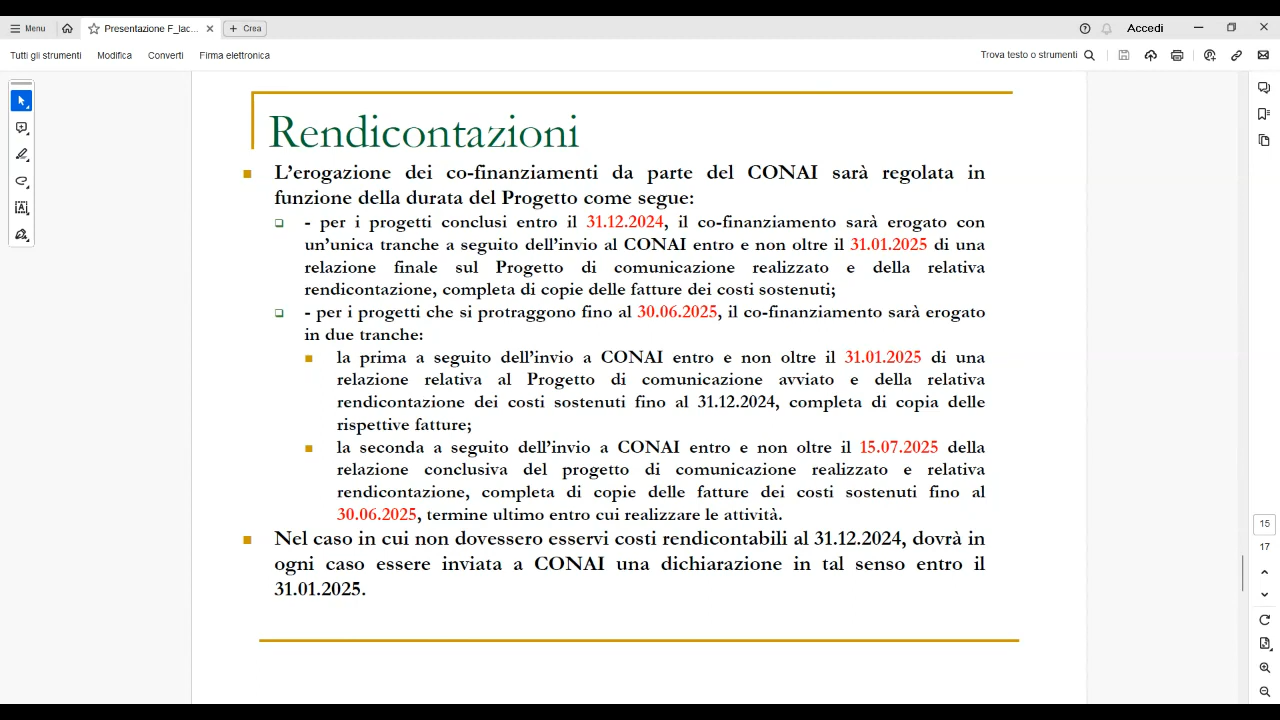 Menu
Presentazione F_lac...
Crea
Accedi
Tutti gli strumenti
Modifica
Converti
Firma elettronica
Trova testo o strumenti
Rendicontazioni
L'erogazione dei co-finanziamenti da parte del CONAI sarà regolata in
funzione della durata del Progetto come segue:
- per i progetti conclusi entro il 31.12.2024, il co-finanziamento sarà erogato con
un'unica tranche a seguito dell'invio al CONAI entro e non oltre il 31.01.2025 di una
relazione finale sul Progetto di comunicazione realizzato e della relativa
rendicontazione, completa di copie delle fatture dei costi sostenuti;
- per i progetti che si protraggono fino al 30.06.2025, il co-finanziamento sarà erogato
in due tranche:
la prima a seguito dell'invio a CONAI entro e non oltre il 31.01.2025 di una
relazione relativa al Progetto di comunicazione avviato e della relativa
rendicontazione dei costi sostenuti fino al 31.12.2024, completa di copia delle
rispettive fatture;
la seconda a seguito dell'invio a CONAI entro e non oltre il 15.07.2025 della
relazione conclusiva del progetto di comunicazione realizzato e relativa
rendicontazione, completa di copie delle fatture dei costi sostenuti fino al
30.06.2025, termine ultimo entro cui realizzare le attività.
Nel caso in cui non dovessero esservi costi rendicontabili al 31.12.2024, dovrà in
ogni caso essere inviata a CONAI una dichiarazione in tal senso entro il
31.01.2025.
15
17